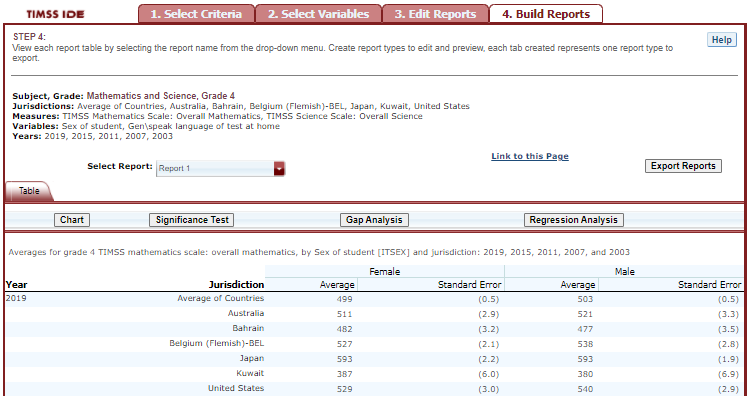 TIMSS IDE
1. Select Criteria
2. Select Variables
3. Edit Reports
4. Build Reports
STEP 4:
View each report table by selecting the report name from the drop-down menu. Create report types to edit and preview, each tab created represents one report type to
export.
Help
Subject, Grade: Mathematics and Science, Grade 4
Jurisdictions: Average of Countries, Australia, Bahrain, Belgium (Flemish)-BEL, Japan, Kuwait, United States
Measures: TIMSS Mathematics Scale: Overall Mathematics, TIMSS Science Scale: Overall Science
Variables: Sex of student, Gen\speak language of test at home
Years: 2019, 2015, 2011, 2007, 2003
Link to this Page
Select Report: Report 1
Export Reports
Table
Chart Significance Test Gap Analysis Regression Analysis
Averages for grade 4 TIMSS mathematics scale: overall mathematics, by Sex of student [ITSEX] and jurisdiction: 2019, 2015, 2011, 2007, and 2003
Female Male
Year Jurisdiction Average Standard Error Average Standard Error
2019 Average of Countries 499 (0.5) 503 (0.5)
Australia 511 (2.9) 521 (3.3)
Bahrain 482 (3.2) 477 (3.5)
Belgium (Flemish)-BEL 527 (2.1) 538 (2.8)
Japan 593 (2.2) 593 (1.9)
Kuwait 387 (6.0) 380 (6.9)
United States 529 (3.0) 540 (2.9)